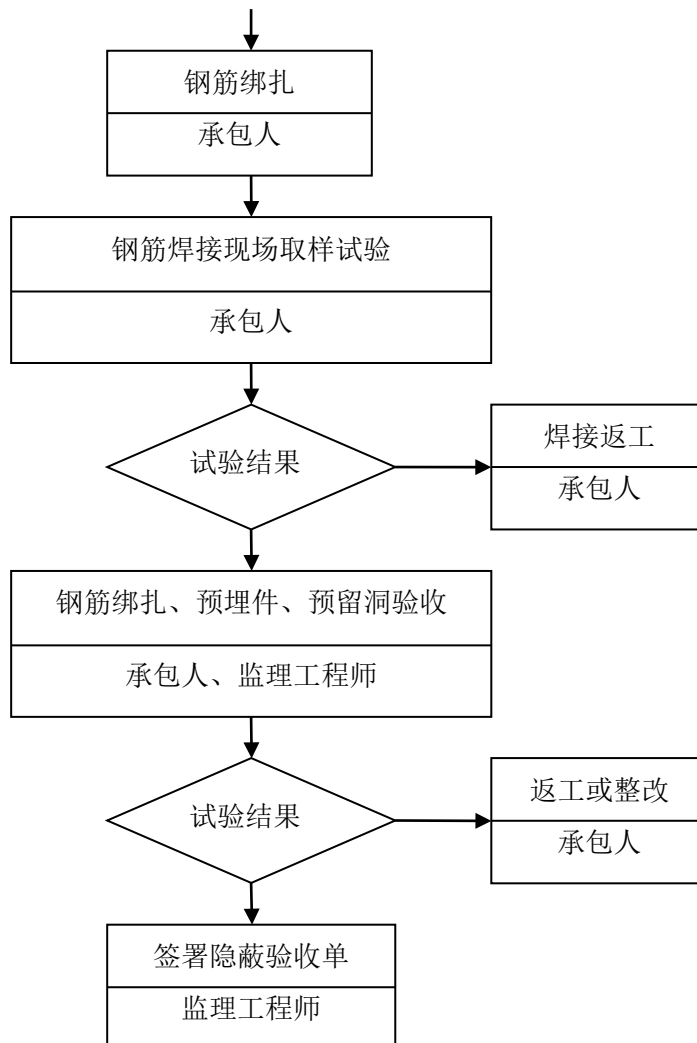 钢筋绑扎
承包人
钢筋焊接现场取样试验
承包人
试验结果
焊接返工
承包人
钢筋绑扎、预埋件、预留洞验收
承包人、监理工程师
试验结果
返工或整改
承包人
签署隐蔽验收单
监理工程师